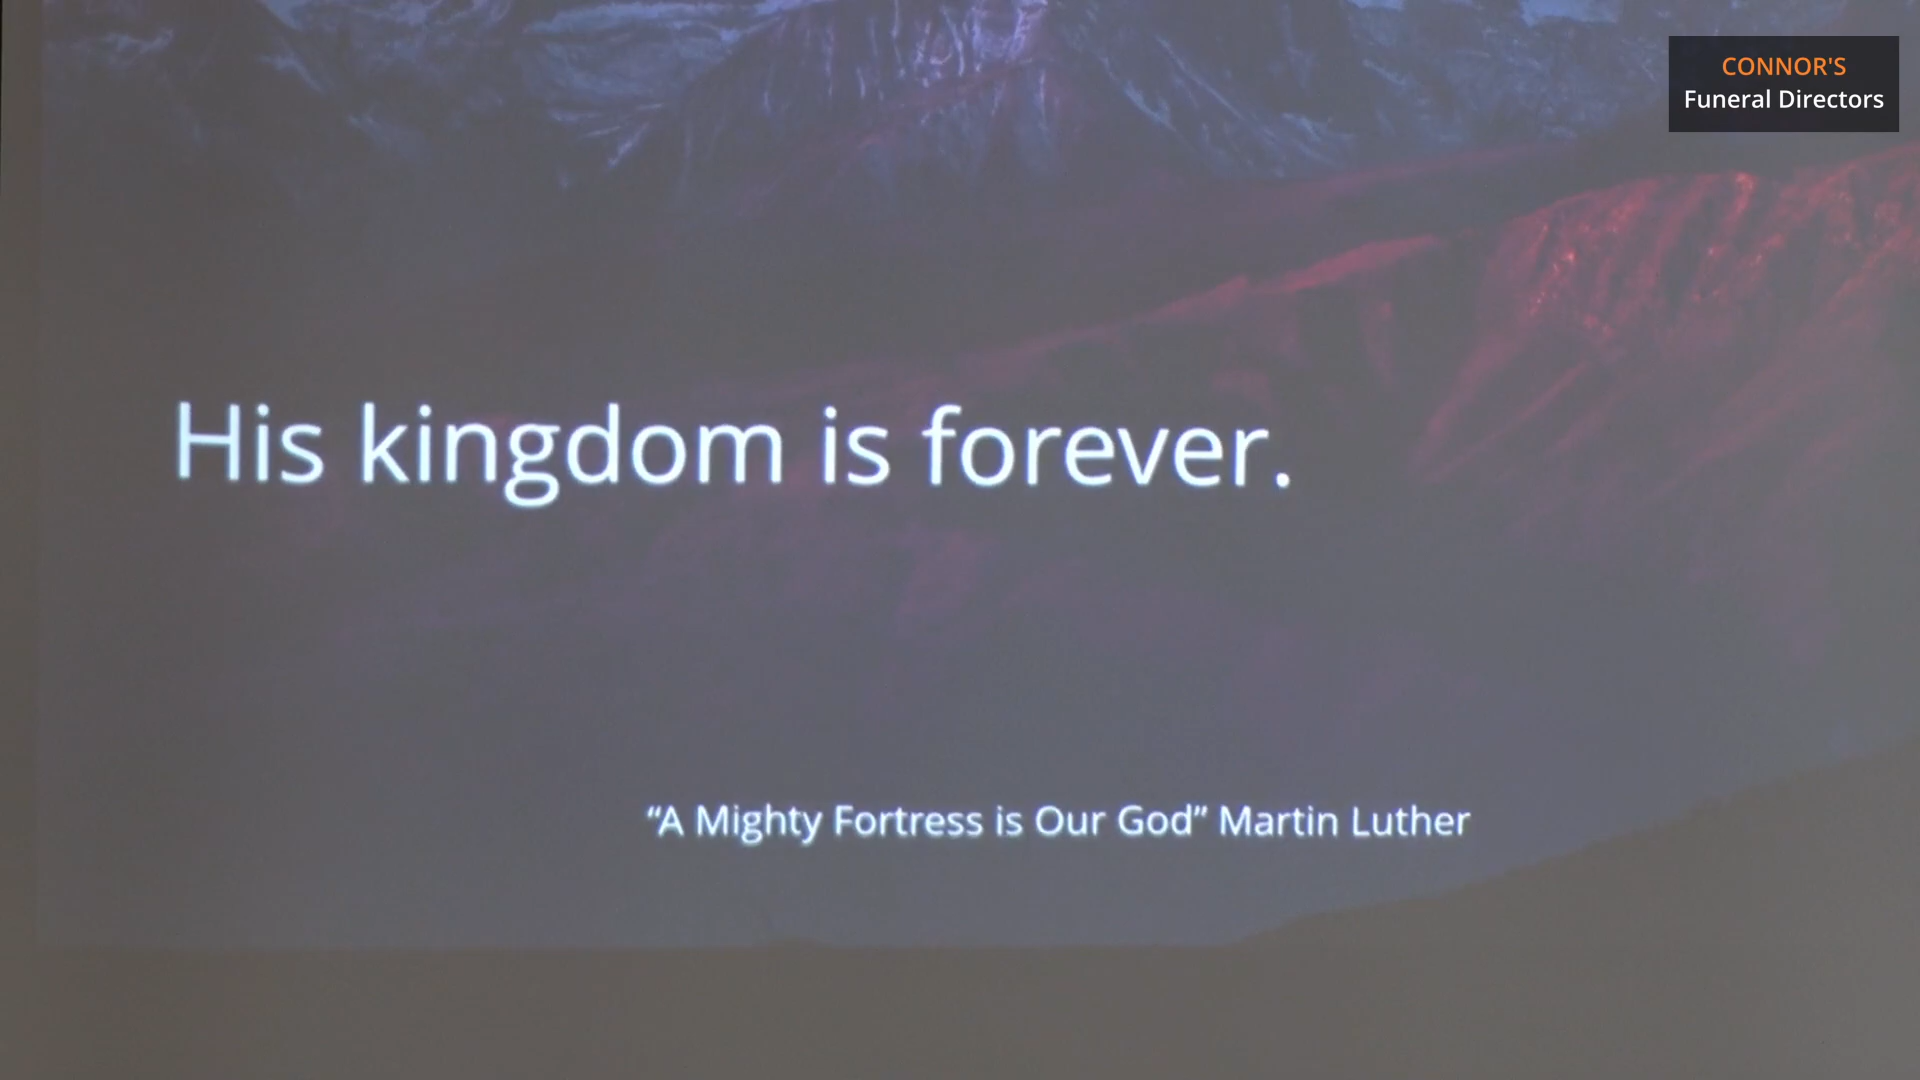 CONNOR'S
Funeral Directors
His kingdom is forever.
“A Mighty Fortress is Our God” Martin Luther